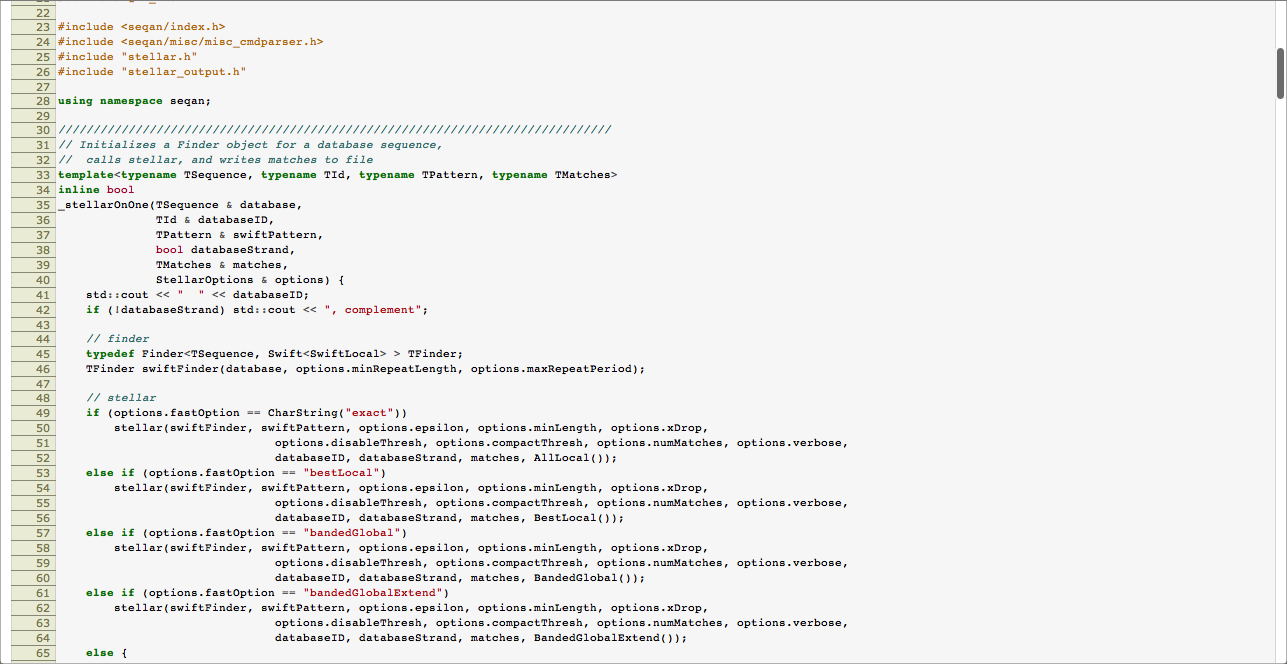 22
23 #include <seqan/index.h>
24 #include <seqan/misc/misc_cmdparser.h>
25 #include "stellar.h"
26 #include "stellar_output.h"
27
28 using namespace seqan;
29
30 ///////////////////////////////////////////////////////////////////////////////
31 // Initializes a Finder object for a database sequence,
32 //  calls stellar, and writes matches to file
33 template<typename TSequence, typename TId, typename TPattern, typename TMatches>
34 inline bool
35 _stellarOnOne(TSequence & database,
36               TId & databaseID,
37               TPattern & swiftPattern,
38               bool databaseStrand,
39               TMatches & matches,
40               StellarOptions & options) {
41     std::cout << "  " << databaseID;
42     if (!databaseStrand) std::cout << ", complement";
43
44     // finder
45     typedef Finder<TSequence, Swift<SwiftLocal> > TFinder;
46     TFinder swiftFinder(database, options.minRepeatLength, options.maxRepeatPeriod);
47
48     // stellar
49     if (options.fastOption == CharString("exact"))
50         stellar(swiftFinder, swiftPattern, options.epsilon, options.minLength, options.xDrop,
51                                options.disableThresh, options.compactThresh, options.numMatches, options.verbose,
52                                databaseID, databaseStrand, matches, AllLocal());
53     else if (options.fastOption == "bestLocal")
54         stellar(swiftFinder, swiftPattern, options.epsilon, options.minLength, options.xDrop,
55                                options.disableThresh, options.compactThresh, options.numMatches, options.verbose,
56                                databaseID, databaseStrand, matches, BestLocal());
57     else if (options.fastOption == "bandedGlobal")
58         stellar(swiftFinder, swiftPattern, options.epsilon, options.minLength, options.xDrop,
59                                options.disableThresh, options.compactThresh, options.numMatches, options.verbose,
60                                databaseID, databaseStrand, matches, BandedGlobal());
61     else if (options.fastOption == "bandedGlobalExtend")
62         stellar(swiftFinder, swiftPattern, options.epsilon, options.minLength, options.xDrop,
63                                options.disableThresh, options.compactThresh, options.numMatches, options.verbose,
64                                databaseID, databaseStrand, matches, BandedGlobalExtend());
65     else {